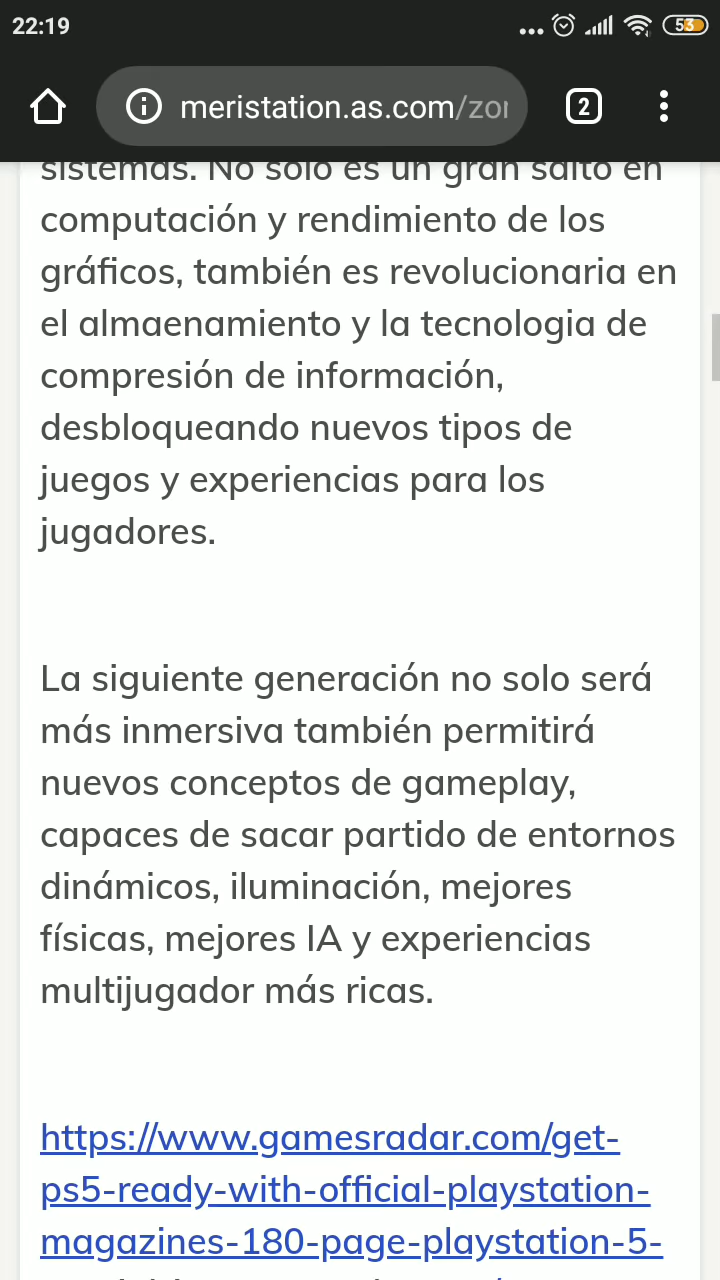 22:19
53
meristation.as.com/zor
2
sistemas. No solo es un gran salto en
computación y rendimiento de los
gráficos, también es revolucionaria en
el almaenamiento y la tecnologia de
compresión de información,
desbloqueando nuevos tipos de
juegos y experiencias para los
jugadores.
La siguiente generación no solo será
más inmersiva también permitirá
nuevos conceptos de gameplay,
capaces de sacar partido de entornos
dinámicos, iluminación, mejores
físicas, mejores IA y experiencias
multijugador más ricas.
https://www.gamesradar.com/get-
ps5-ready-with-official-playstation-
magazines-180-page-playstation-5-